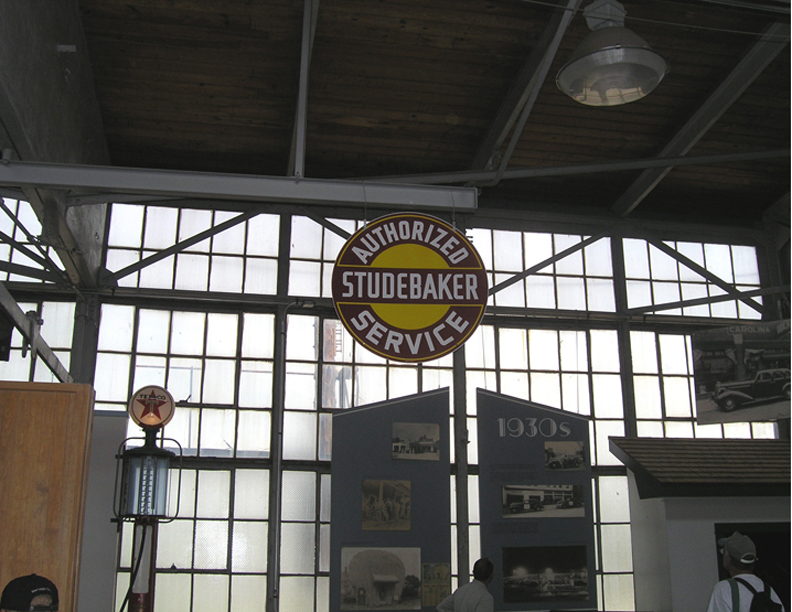 AUTHORIZED
STUDEBAKER
SERVICE
TEXACO
1930s
CAROLINA